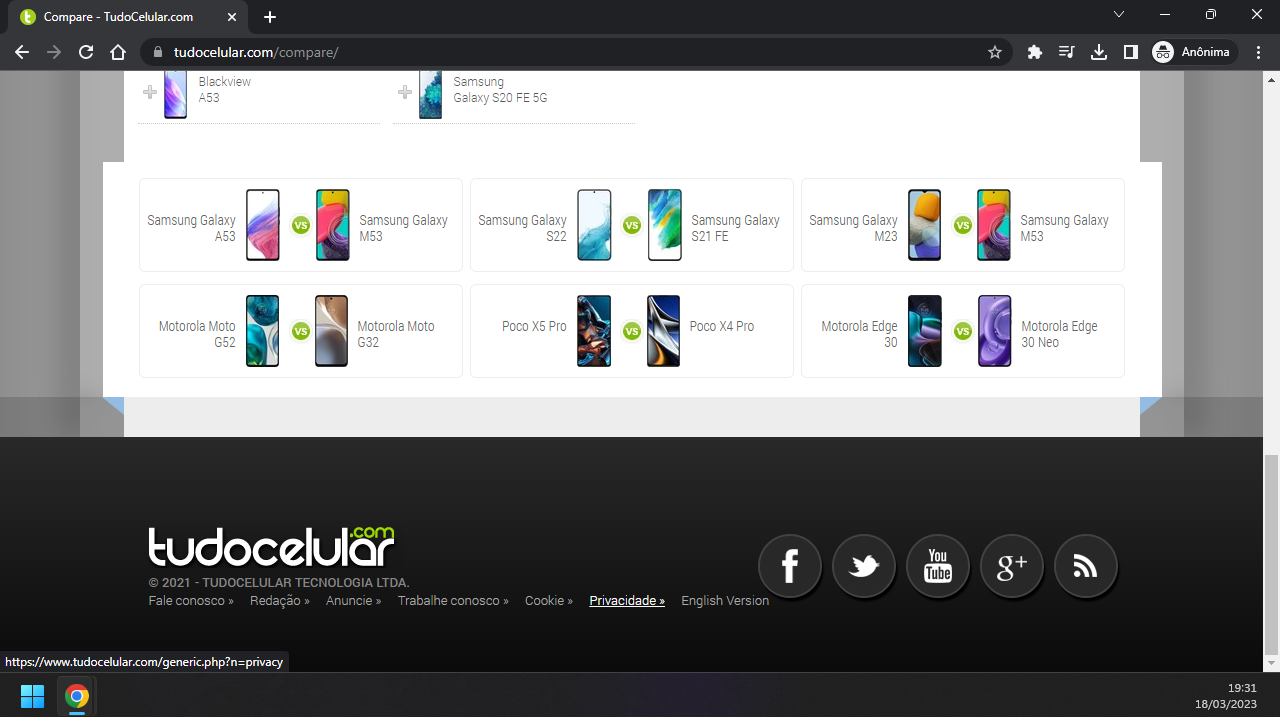 Compare - TudoCelular.com
tudocelular.com/compare/
Anônima
Blackview
A53
Samsung
Galaxy S20 FE 5G
Samsung Galaxy
A53
VS
Samsung Galaxy
M53
Samsung Galaxy
S22
VS
Samsung Galaxy
S21 FE
Samsung Galaxy
M23
VS
Samsung Galaxy
M53
Motorola Moto
G52
VS
Motorola Moto
G32
Poco X5 Pro
VS
Poco X4 Pro
Motorola Edge
30
VS
Motorola Edge
30 Neo
tudocelular.com
© 2021 - TUDOCELULAR TECNOLOGIA LTDA.
Fale conosco » Redação » Anuncie » Trabalhe conosco » Cookie » Privacidade » English Version
You
Tube
g+
https://www.tudocelular.com/generic.php?n=privacy
19:31
18/03/2023